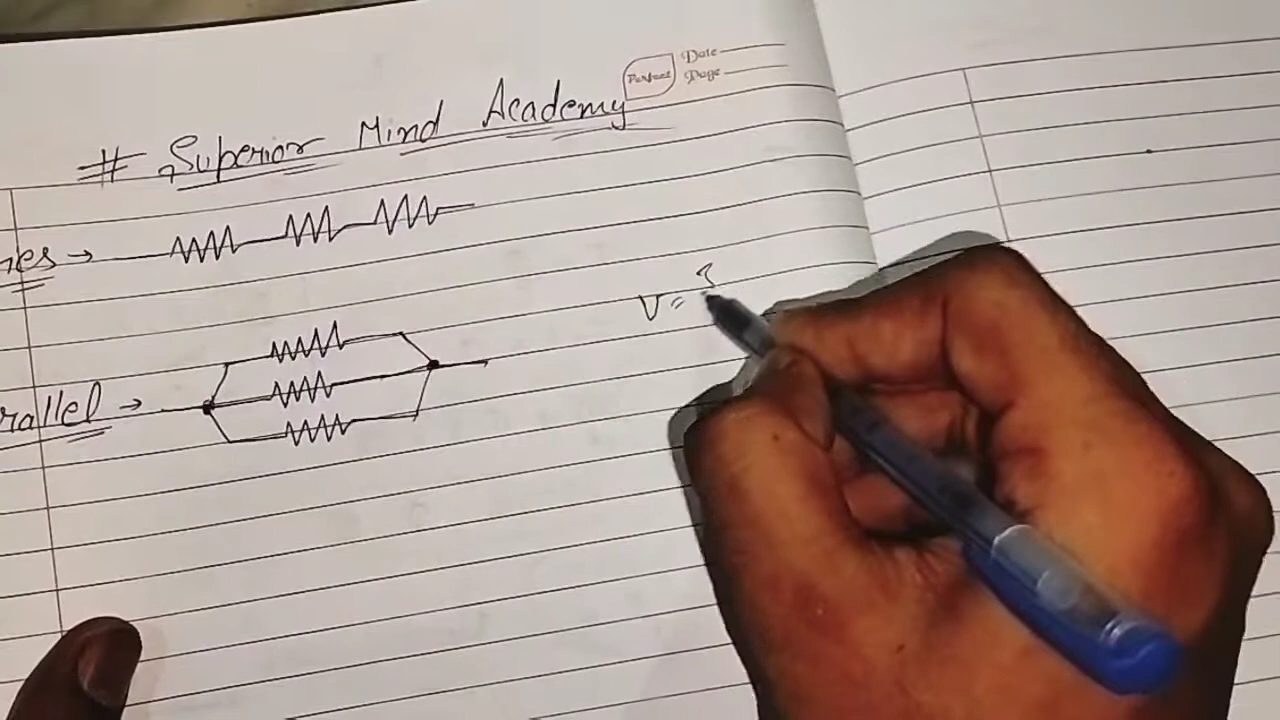 Perfect Date
Page
# Superior Mind Academy
ies →
rallel →
V =